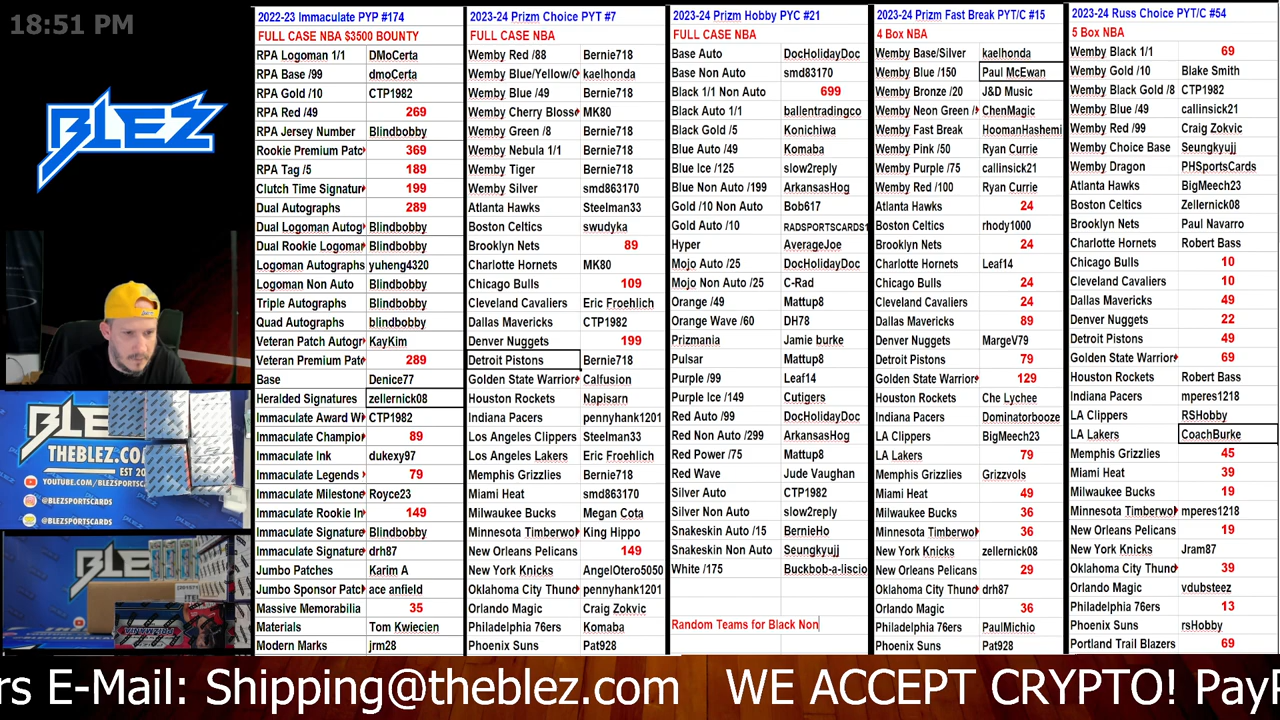 18:51 PM
BLEZ
BLEZ
THEBLEZ.COM
YOUTUBE.COM/BLEZSPORTSCARDS
@BLEZSPORTSCARDS
@BLEZSPORTSCARDS
2022-23 Immaculate PYP #174
FULL CASE NBA $3500 BOUNTY
RPA Logoman 1/1 DMoCerta
RPA Base /99 dmoCerta
RPA Gold /10 CTP1982
RPA Red /49 269
RPA Jersey Number Blindbobby
Rookie Premium Patc 369
RPA Tag /5 189
Clutch Time Signatur 199
Dual Autographs 289
Dual Logoman Autog Blindbobby
Dual Rookie Logoma Blindbobby
Logoman Autographs yuheng4320
Logoman Non Auto Blindbobby
Triple Autographs Blindbobby
Quad Autographs blindbobby
Veteran Patch Autogr KayKim
Veteran Premium Pat 289
Base Denice77
Heralded Signatures zellernick08
Immaculate Award W CTP1982
Immaculate Champio 89
Immaculate Ink dukexy97
Immaculate Legends 79
Immaculate Milestone Royce23
Immaculate Rookie In 149
Immaculate Signature Blindbobby
Immaculate Signature drh87
Jumbo Patches Karim A
Jumbo Sponsor Patc ace anfield
Massive Memorabilia 35
Materials Tom Kwiecien
Modern Marks jrm28
2023-24 Prizm Choice PYT #7
FULL CASE NBA
Wemby Red /88 Bernie718
Wemby Blue/Yellow/G kaelhonda
Wemby Blue /49 Bernie718
Wemby Cherry Bloss MK80
Wemby Green /8 Bernie718
Wemby Nebula 1/1 Bernie718
Wemby Tiger Bernie718
Wemby Silver smd863170
Atlanta Hawks Steelman33
Boston Celtics swudyka
Brooklyn Nets 89
Charlotte Hornets MK80
Chicago Bulls 109
Cleveland Cavaliers Eric Froehlich
Dallas Mavericks CTP1982
Denver Nuggets 199
Detroit Pistons Bernie718
Golden State Warrior Calfusion
Houston Rockets Napisarn
Indiana Pacers pennyhank1201
Los Angeles Clippers Steelman33
Los Angeles Lakers Eric Froehlich
Memphis Grizzlies Bernie718
Miami Heat smd863170
Milwaukee Bucks Megan Cota
Minnesota Timberwo King Hippo
New Orleans Pelicans 149
New York Knicks AngelOtero5050
Oklahoma City Thun pennyhank1201
Orlando Magic Craig Zokvic
Philadelphia 76ers Komaba
Phoenix Suns Pat928
2023-24 Prizm Hobby PYC #21
FULL CASE NBA
Base Auto DocHolidayDoc
Base Non Auto smd83170
Black 1/1 Non Auto 699
Black Auto 1/1 ballentradingco
Black Gold /5 Konichiwa
Blue Auto /49 Komaba
Blue Ice /125 slow2reply
Blue Non Auto /199 ArkansasHog
Gold /10 Non Auto Bob617
Gold Auto /10 RADSPORTSCARDS1
Hyper AverageJoe
Mojo Auto /25 DocHolidayDoc
Mojo Non Auto /25 C-Rad
Orange /49 Mattup8
Orange Wave /60 DH78
Prizmania Jamie burke
Pulsar Mattup8
Purple /99 Leaf14
Purple Ice /149 Cutigers
Red Auto /99 DocHolidayDoc
Red Non Auto /299 ArkansasHog
Red Power /75 Mattup8
Red Wave Jude Vaughan
Silver Auto CTP1982
Silver Non Auto slow2reply
Snakeskin Auto /15 BernieHo
Snakeskin Non Auto Seungkyujj
White /175 Buckbob-a-liscio
Random Teams for Black Non
2023-24 Prizm Fast Break PYT/C #15
4 Box NBA
Wemby Base/Silver kaelhonda
Wemby Blue /150 Paul McEwan
Wemby Bronze /20 J&D Music
Wemby Neon Green / ChenMagic
Wemby Fast Break HoomanHashemi
Wemby Pink /50 Ryan Currie
Wemby Purple /75 callinsick21
Wemby Red /100 Ryan Currie
Atlanta Hawks 24
Boston Celtics rhody1000
Brooklyn Nets 24
Charlotte Hornets Leaf14
Chicago Bulls 24
Cleveland Cavaliers 24
Dallas Mavericks 89
Denver Nuggets MargeV79
Detroit Pistons 79
Golden State Warrior 129
Houston Rockets Che Lychee
Indiana Pacers Dominatorbooze
LA Clippers BigMeech23
LA Lakers 79
Memphis Grizzlies Grizzvols
Miami Heat 49
Milwaukee Bucks 36
Minnesota Timberwo 36
New York Knicks zellernick08
New Orleans Pelicans 29
Oklahoma City Thund drh87
Orlando Magic 36
Philadelphia 76ers PaulMichio
Phoenix Suns Pat928
2023-24 Russ Choice PYT/C #54
5 Box NBA
Wemby Black 1/1 69
Wemby Gold /10 Blake Smith
Wemby Black Gold /8 CTP1982
Wemby Blue /49 callinsick21
Wemby Red /99 Craig Zokvic
Wemby Choice Base Seungkyujj
Wemby Dragon PHSportsCards
Atlanta Hawks BigMeech23
Boston Celtics Zellernick08
Brooklyn Nets Paul Navarro
Charlotte Hornets Robert Bass
Chicago Bulls 10
Cleveland Cavaliers 10
Dallas Mavericks 49
Denver Nuggets 22
Detroit Pistons 49
Golden State Warriors 69
Houston Rockets Robert Bass
Indiana Pacers mperes1218
LA Clippers RSHobby
LA Lakers CoachBurke
Memphis Grizzlies 45
Miami Heat 39
Milwaukee Bucks 19
Minnesota Timberwo mperes1218
New Orleans Pelicans 19
New York Knicks Jram87
Oklahoma City Thund 39
Orlando Magic vdubsteez
Philadelphia 76ers 13
Phoenix Suns rsHobby
Portland Trail Blazers 69
rs E-Mail: Shipping@theblez.com WE ACCEPT CRYPTO! PayP